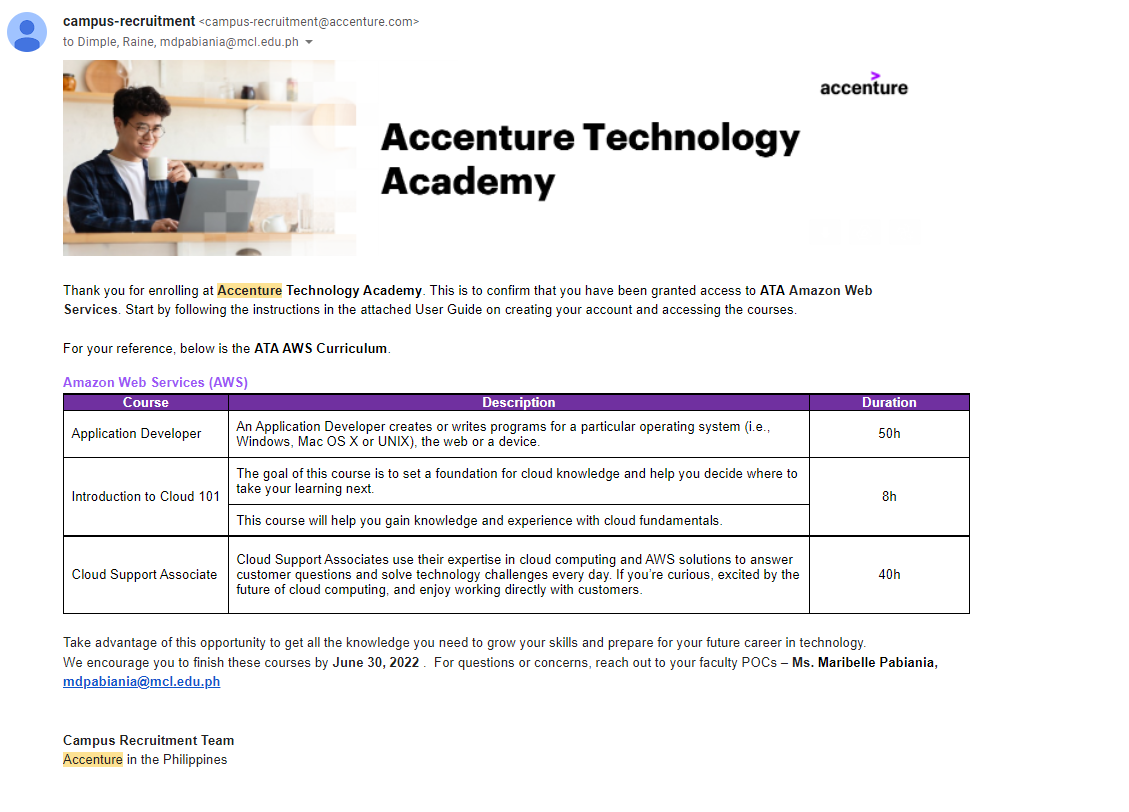 campus-recruitment <campus-recruitment@accenture.com>
to Dimple, Raine, mdpabiania@mcl.edu.ph
accenture
Accenture Technology
Academy
Thank you for enrolling at Accenture Technology Academy. This is to confirm that you have been granted access to ATA Amazon Web
Services. Start by following the instructions in the attached User Guide on creating your account and accessing the courses.
For your reference, below is the ATA AWS Curriculum.
Amazon Web Services (AWS)
Course Description Duration
Application Developer
An Application Developer creates or writes programs for a particular operating system (i.e.,
Windows, Mac OS X or UNIX), the web or a device.
50h
Introduction to Cloud 101
The goal of this course is to set a foundation for cloud knowledge and help you decide where to
take your learning next.
This course will help you gain knowledge and experience with cloud fundamentals.
8h
Cloud Support Associate
Cloud Support Associates use their expertise in cloud computing and AWS solutions to answer
customer questions and solve technology challenges every day. If you're curious, excited by the
future of cloud computing, and enjoy working directly with customers.
40h
Take advantage of this opportunity to get all the knowledge you need to grow your skills and prepare for your future career in technology.
We encourage you to finish these courses by June 30, 2022 . For questions or concerns, reach out to your faculty POCs – Ms. Maribelle Pabiania,
mdpabiania@mcl.edu.ph
Campus Recruitment Team
Accenture in the Philippines